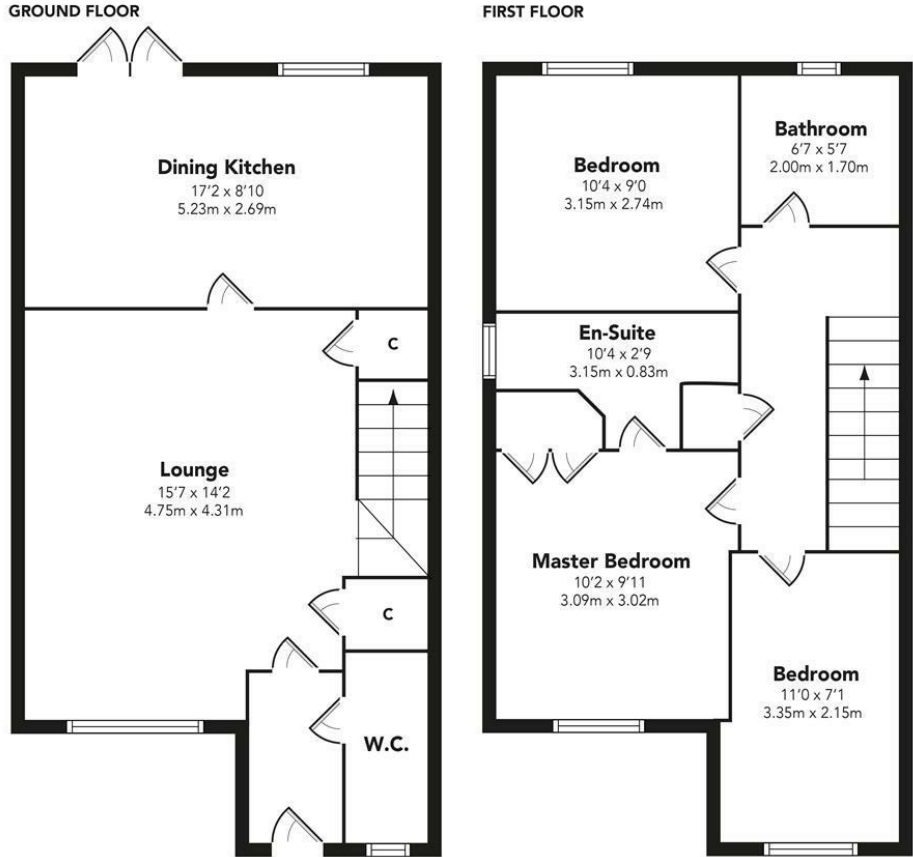 GROUND FLOOR
Dining Kitchen
17'2 x 8'10
5.23m x 2.69m
C
Lounge
15'7 x 14'2
4.75m x 4.31m
C
W.C.
FIRST FLOOR
Bedroom
10'4 x 9'0
3.15m x 2.74m
Bathroom
6'7 x 5'7
2.00m x 1.70m
En-Suite
10'4 x 2'9
3.15m x 0.83m
Master Bedroom
10'2 x 9'11
3.09m x 3.02m
Bedroom
11'0 x 7'1
3.35m x 2.15m